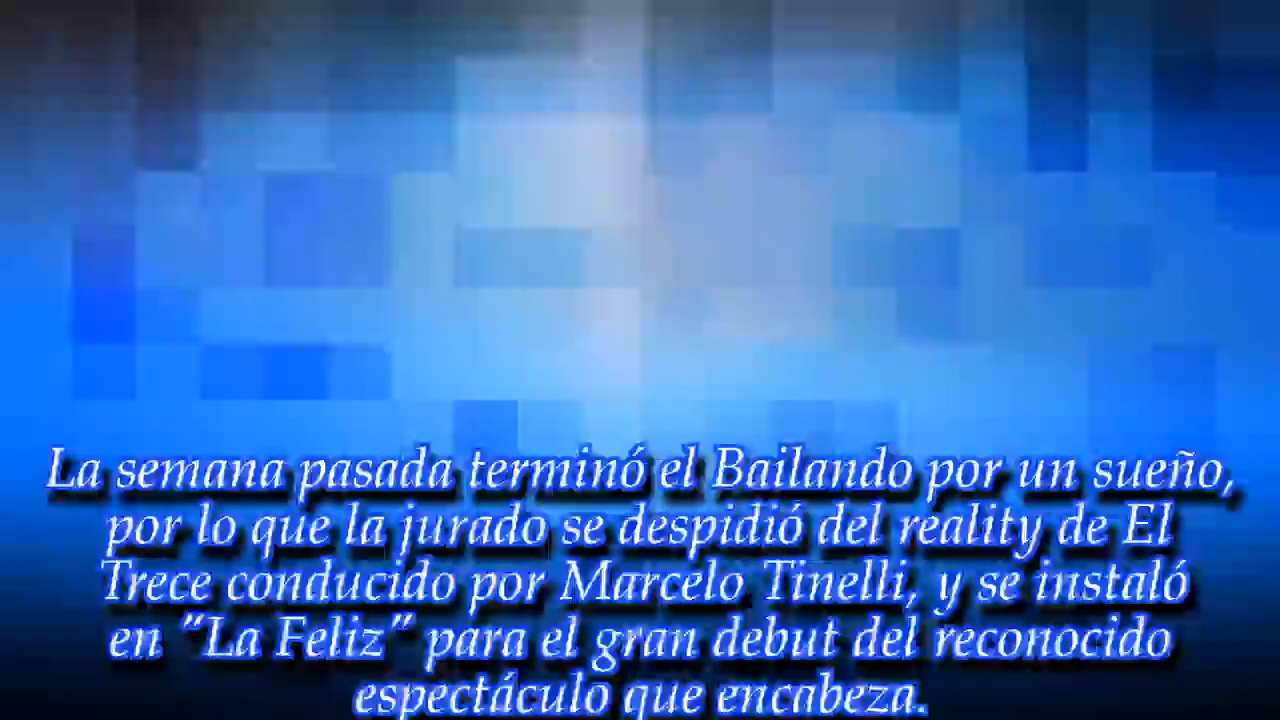 La semana pasada terminó el Bailando por un sueño,
por lo que la jurado se despidió del reality de El
Trece conducido por Marcelo Tinelli, y se instaló
en "La Feliz" para el gran debut del reconocido
espectáculo que encabeza.